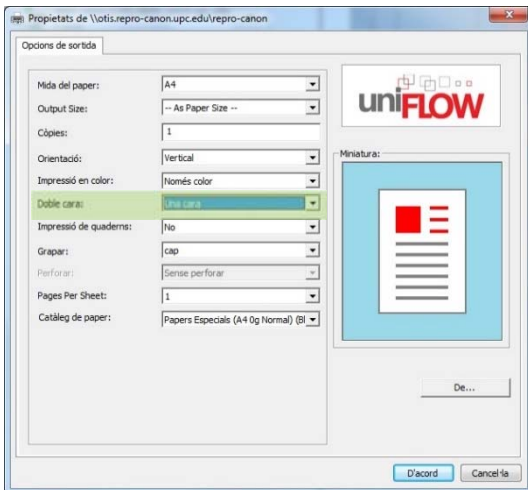 Propietats de \\otis.repro-canon.upc.edu\repro-canon
Opcions de sortida
Mida del paper: A4
Output Size: -- As Paper Size --
Còpies: 1
Orientació: Vertical
Impressió en color: Només color
Doble cara: Una cara
Impressió de quaderns: No
Grapar: cap
Perforar: Sense perforar
Pages Per Sheet: 1
Catàleg de paper: Papers Especials (A4 0g Normal) (Bl
uniFLOW
Miniatura:
De...
D'acord Cancel·la